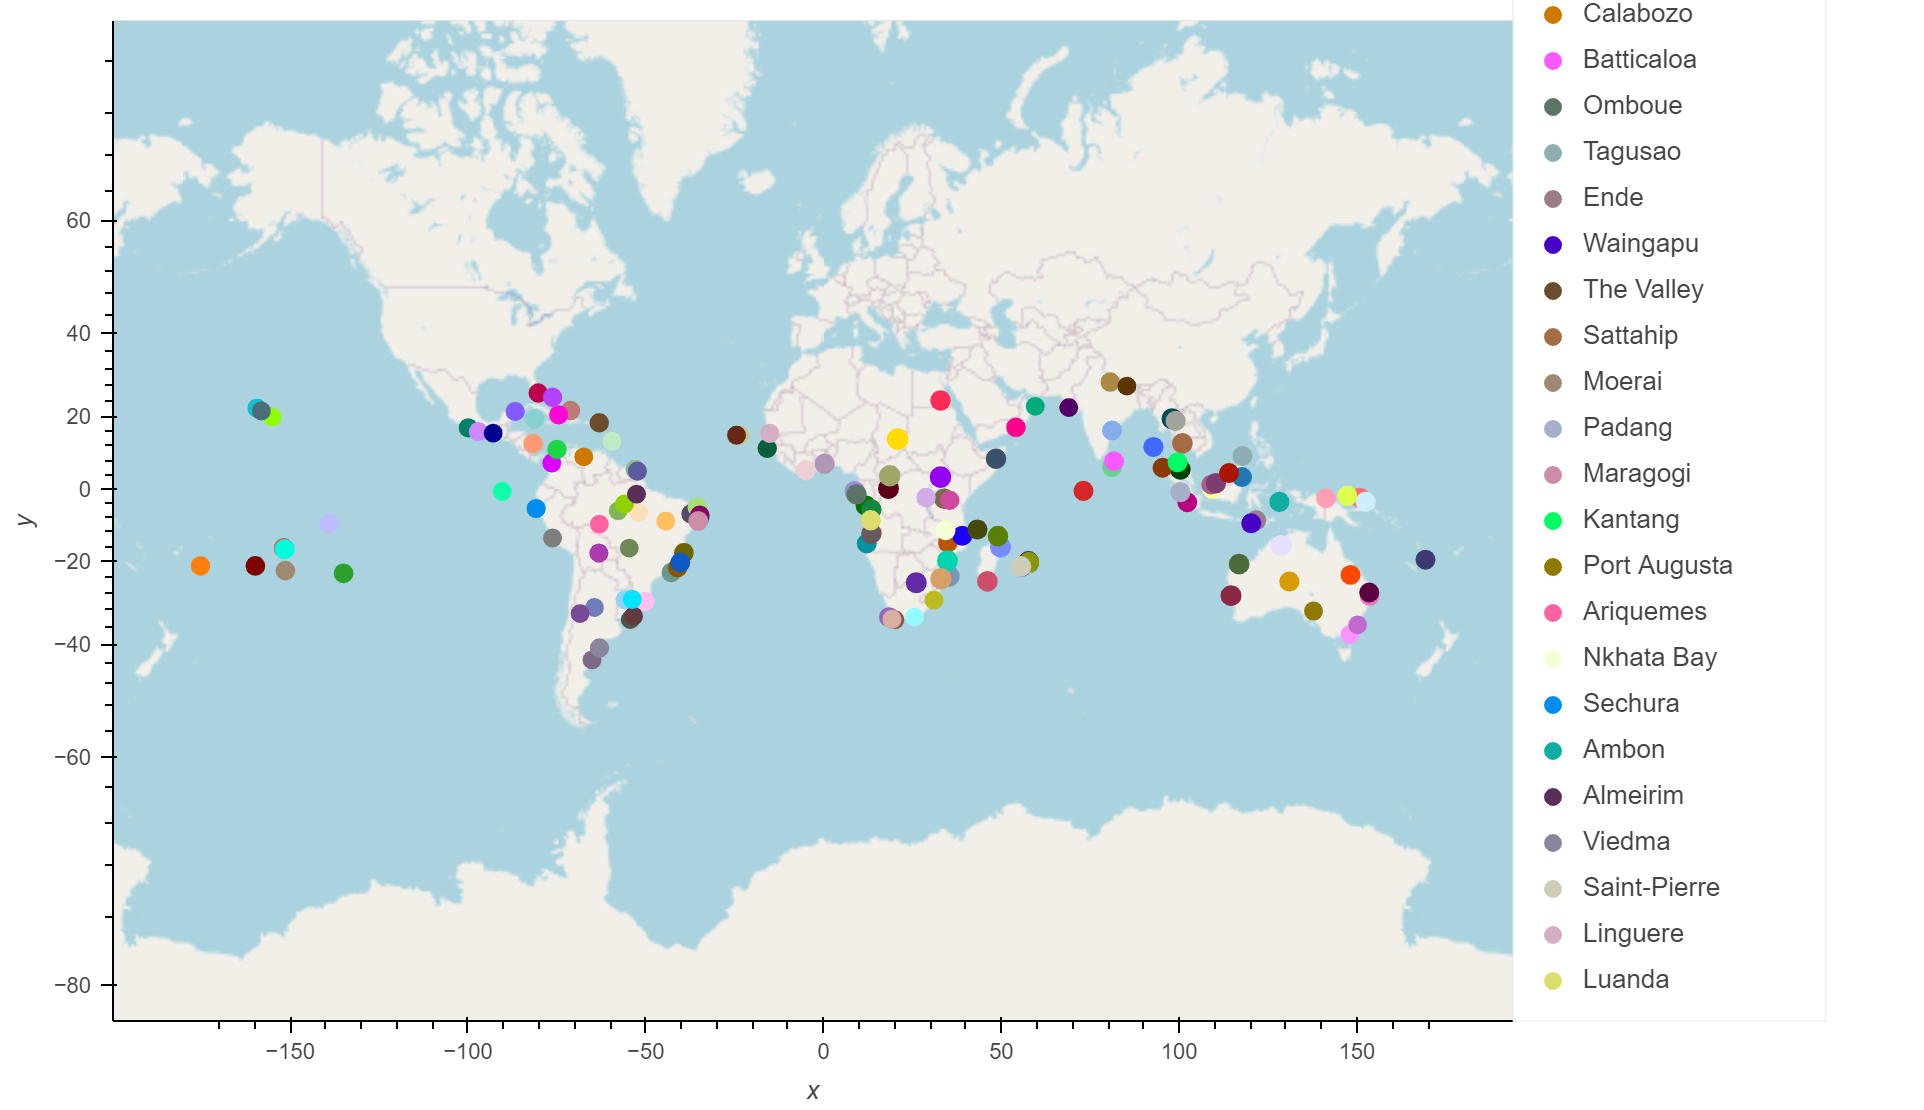 60
40
20
0
−20
−40
−60
−80
y
−150
−100
−50
0
50
100
150
x
Calabozo
Batticaloa
Omboue
Tagusao
Ende
Waingapu
The Valley
Sattahip
Moerai
Padang
Maragogi
Kantang
Port Augusta
Ariquemes
Nkhata Bay
Sechura
Ambon
Almeirim
Viedma
Saint-Pierre
Linguere
Luanda